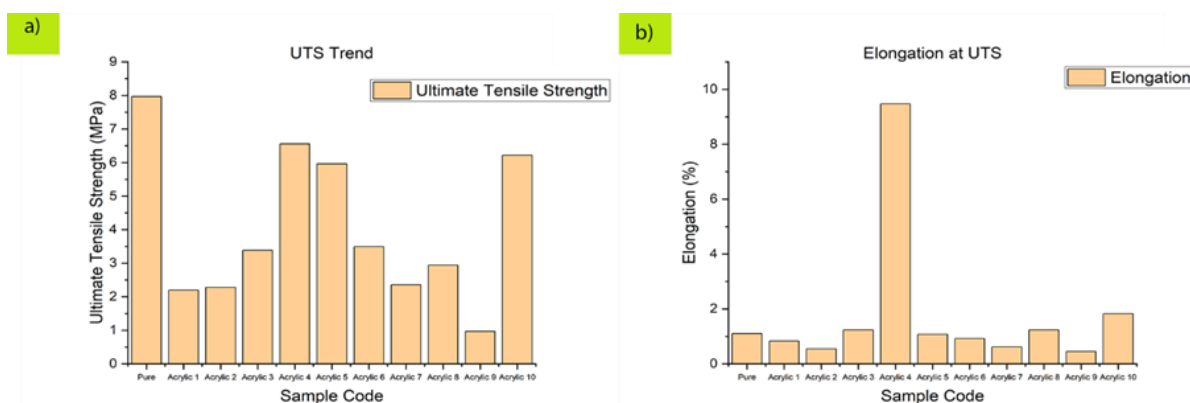 a)
UTS Trend
Ultimate Tensile Strength
Ultimate Tensile Strength (MPa)
9
8
7
6
5
4
3
2
1
0
Pure Acrylic 1 Acrylic 2 Acrylic 3 Acrylic 4 Acrylic 5 Acrylic 6 Acrylic 7 Acrylic 8 Acrylic 9 Acrylic 10
Sample Code
b)
Elongation at UTS
Elongation
Elongation (%)
10
8
6
4
2
0
Pure Acrylic 1 Acrylic 2 Acrylic 3 Acrylic 4 Acrylic 5 Acrylic 6 Acrylic 7 Acrylic 8 Acrylic 9 Acrylic 10
Sample Code